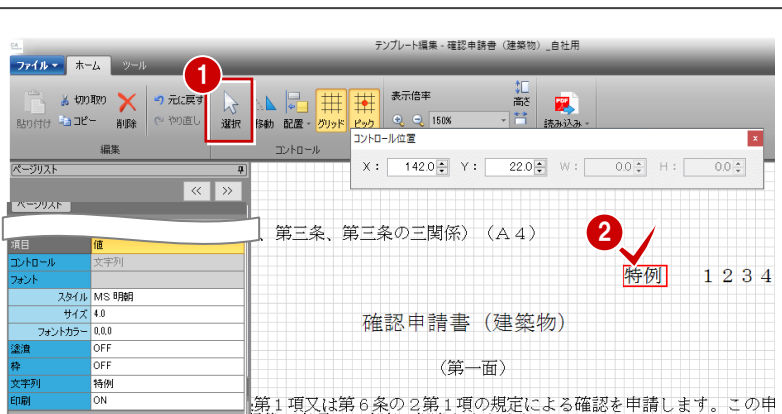 テンプレート編集 - 確認申請書（建築物）_自社用
ファイル ホーム ツール
1
貼り付け 切り取り コピー 削除 元に戻す やり直し
選択 移動 配置 グリッド ピック
表示倍率 150% 高さ 読み込み
編集 コントロール
コントロール位置 x
X： 142.0 Y： 22.0 W： 0.0 H： 0.0
ページリスト
<< >>
ページリスト
、第三条、第三条の三関係）（A４）
2
項目 値
コントロール 文字列
フォント
スタイル MS 明朝
サイズ 4.0
フォントカラー 0,0,0
塗潰 OFF
枠 OFF
文字列 特例
印刷 ON
特例 １２３４
確認申請書（建築物）
（第一面）
第１項又は第６条の２第１項の規定による確認を申請します。この申